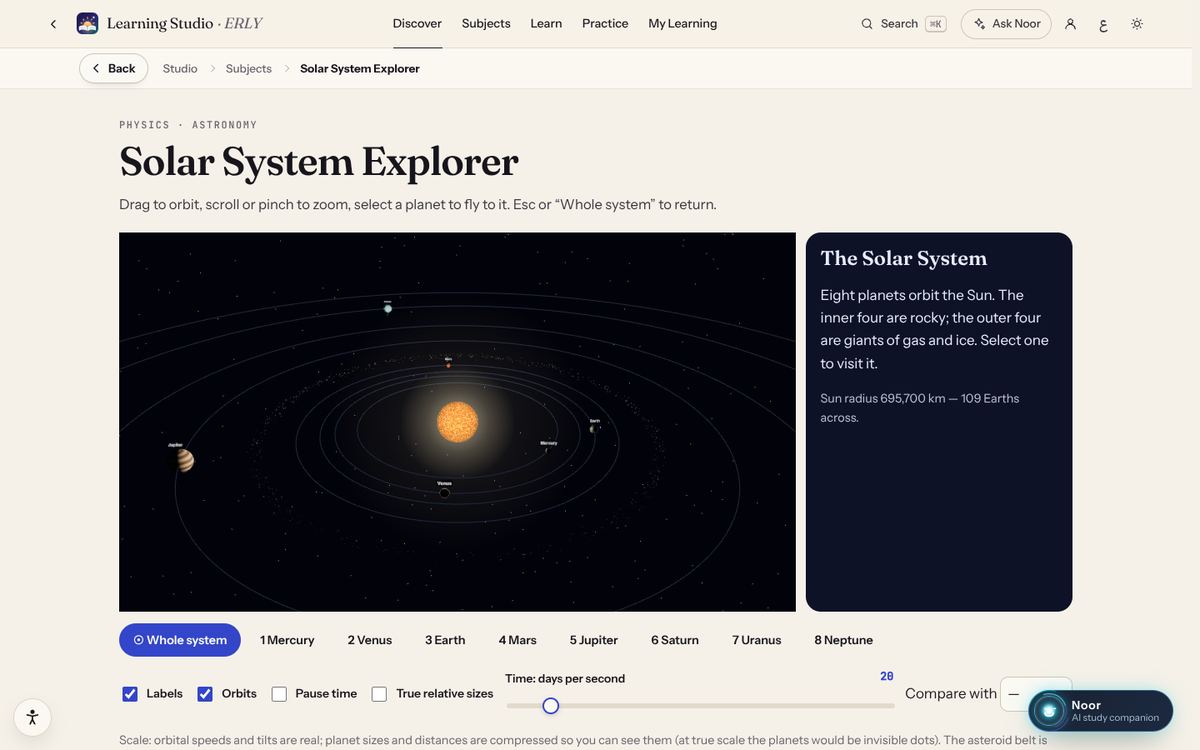 Learning Studio · ERLY
Discover
Subjects
Learn
Practice
My Learning
Search ⌘K
Ask Noor
ع
Back
Studio
Subjects
Solar System Explorer
PHYSICS · ASTRONOMY
Solar System Explorer
Drag to orbit, scroll or pinch to zoom, select a planet to fly to it. Esc or “Whole system” to return.
Mars
Earth
Mercury
Jupiter
Venus
The Solar System
Eight planets orbit the Sun. The
inner four are rocky; the outer four
are giants of gas and ice. Select one
to visit it.
Sun radius 695,700 km — 109 Earths
across.
Whole system
1 Mercury
2 Venus
3 Earth
4 Mars
5 Jupiter
6 Saturn
7 Uranus
8 Neptune
Labels
Orbits
Pause time
True relative sizes
Time: days per second
20
Compare with
—
Noor
AI study companion
Scale: orbital speeds and tilts are real; planet sizes and distances are compressed so you can see them (at true scale the planets would be invisible dots). The asteroid belt is